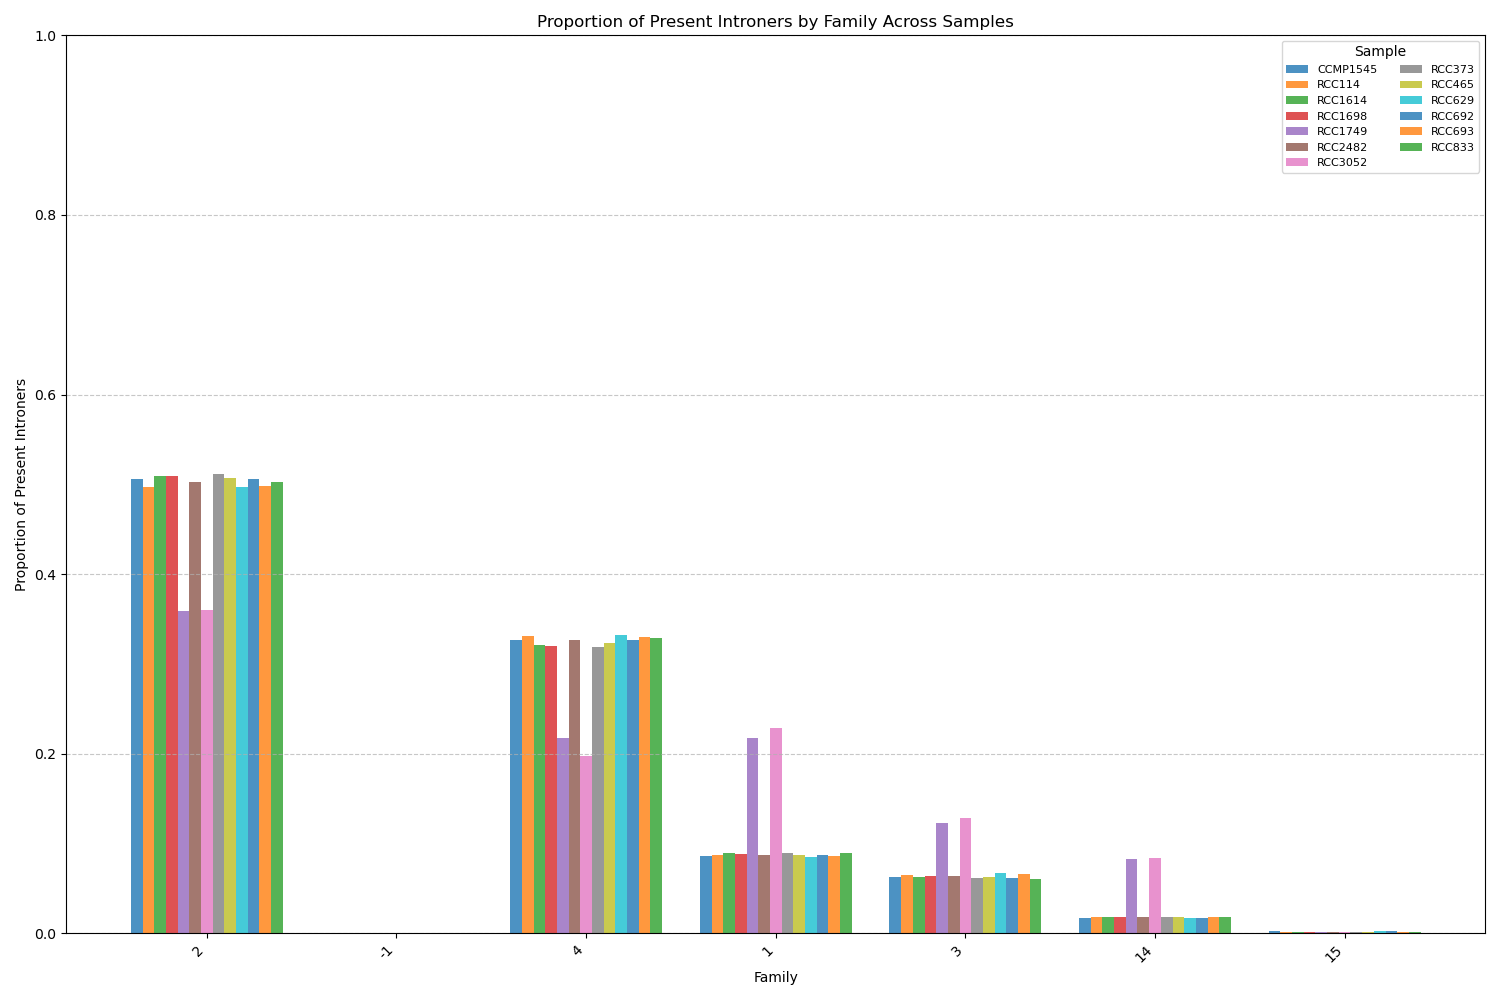 Proportion of Present Introners by Family Across Samples
Sample
CCMP1545
RCC114
RCC1614
RCC1698
RCC1749
RCC2482
RCC3052
RCC373
RCC465
RCC629
RCC692
RCC693
RCC833
Proportion of Present Introners
1.0
0.8
0.6
0.4
0.2
0.0
2
-1
4
1
3
14
15
Family